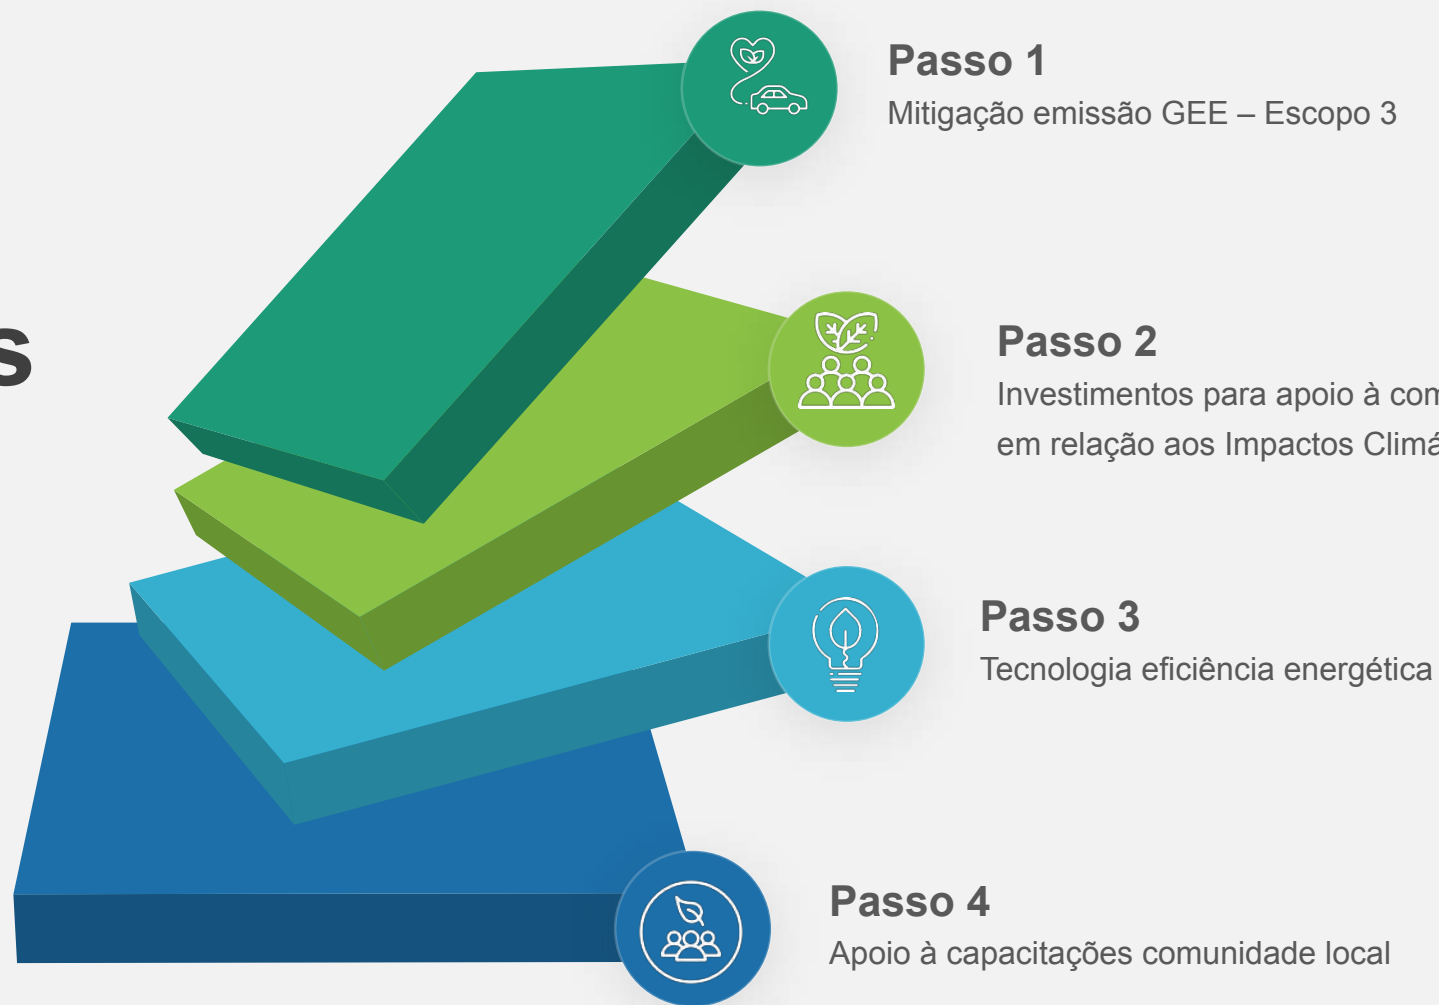 s
Passo 1
Mitigação emissão GEE – Escopo 3
Passo 2
Investimentos para apoio à com
em relação aos Impactos Climá
Passo 3
Tecnologia eficiência energética
Passo 4
Apoio à capacitações comunidade local